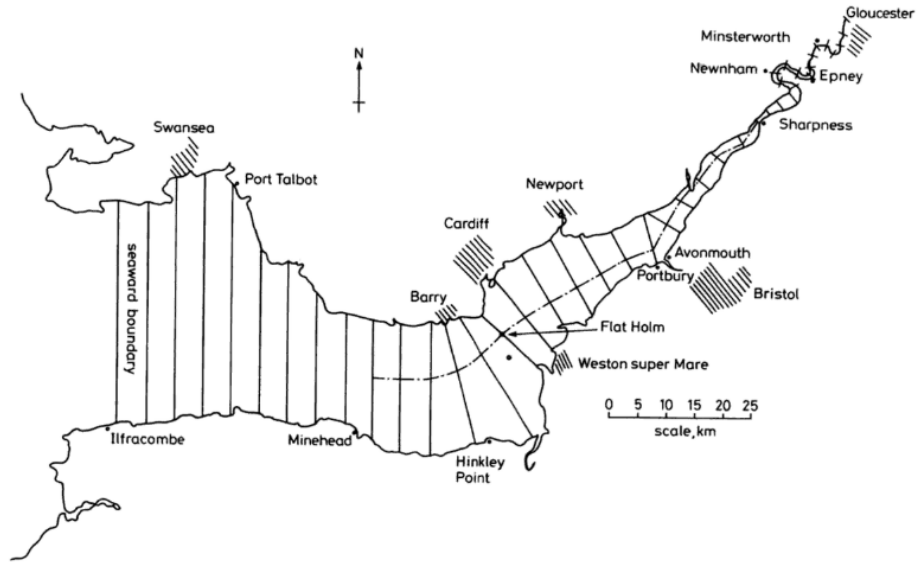 Gloucester
Minsterworth
Newnham
Epney
N
Sharpness
Swansea
Port Talbot
Newport
Cardiff
seaward boundary
Avonmouth
Portbury
Bristol
Barry
Flat Holm
Weston super Mare
0 5 10 15 20 25
scale, km
Ilfracombe
Minehead
Hinkley
Point